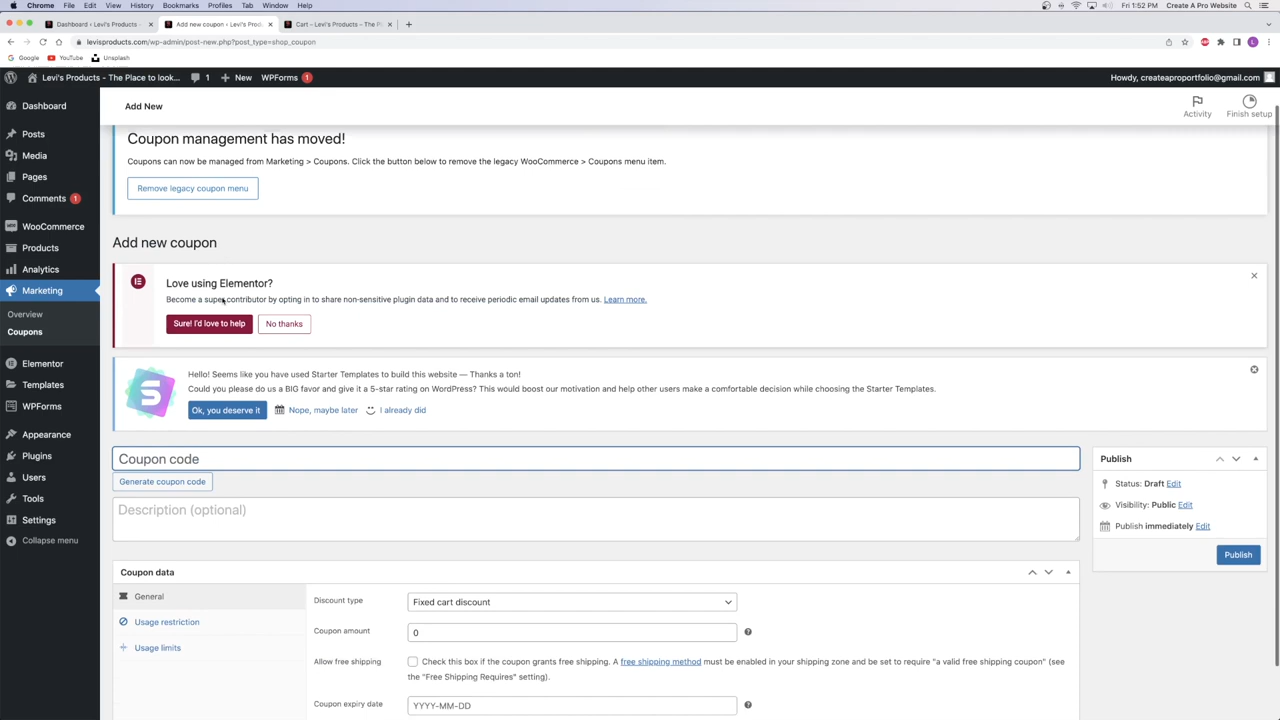 Chrome File Edit View History Bookmarks Profiles Tab Window Help
Fri 1:52 PM Create A Pro Website
Dashboard ‹ Levi's Products -
Add new coupon ‹ Levi's Produ
Cart – Levi's Products – The Pl
levisproducts.com/wp-admin/post-new.php?post_type=shop_coupon
Google YouTube Unsplash
Levi's Products - The Place to look... 1 New WPForms 1
Howdy, createaproportfolio@gmail.com
Dashboard
Posts
Media
Pages
Comments 1
WooCommerce
Products
Analytics
Marketing
Overview
Coupons
Elementor
Templates
WPForms
Appearance
Plugins
Users
Tools
Settings
Collapse menu
Add New
Activity
Finish setup
Coupon management has moved!
Coupons can now be managed from Marketing > Coupons. Click the button below to remove the legacy WooCommerce > Coupons menu item.
Remove legacy coupon menu
Add new coupon
Love using Elementor?
Become a super contributor by opting in to share non-sensitive plugin data and to receive periodic email updates from us. Learn more.
Sure! I'd love to help
No thanks
Hello! Seems like you have used Starter Templates to build this website — Thanks a ton!
Could you please do us a BIG favor and give it a 5-star rating on WordPress? This would boost our motivation and help other users make a comfortable decision while choosing the Starter Templates.
Ok, you deserve it
Nope, maybe later
I already did
Coupon code
Generate coupon code
Description (optional)
Publish
Status: Draft Edit
Visibility: Public Edit
Publish immediately Edit
Publish
Coupon data
General
Usage restriction
Usage limits
Discount type
Fixed cart discount
Coupon amount
0
Allow free shipping
Check this box if the coupon grants free shipping. A free shipping method must be enabled in your shipping zone and be set to require "a valid free shipping coupon" (see
the "Free Shipping Requires" setting).
Coupon expiry date
YYYY-MM-DD